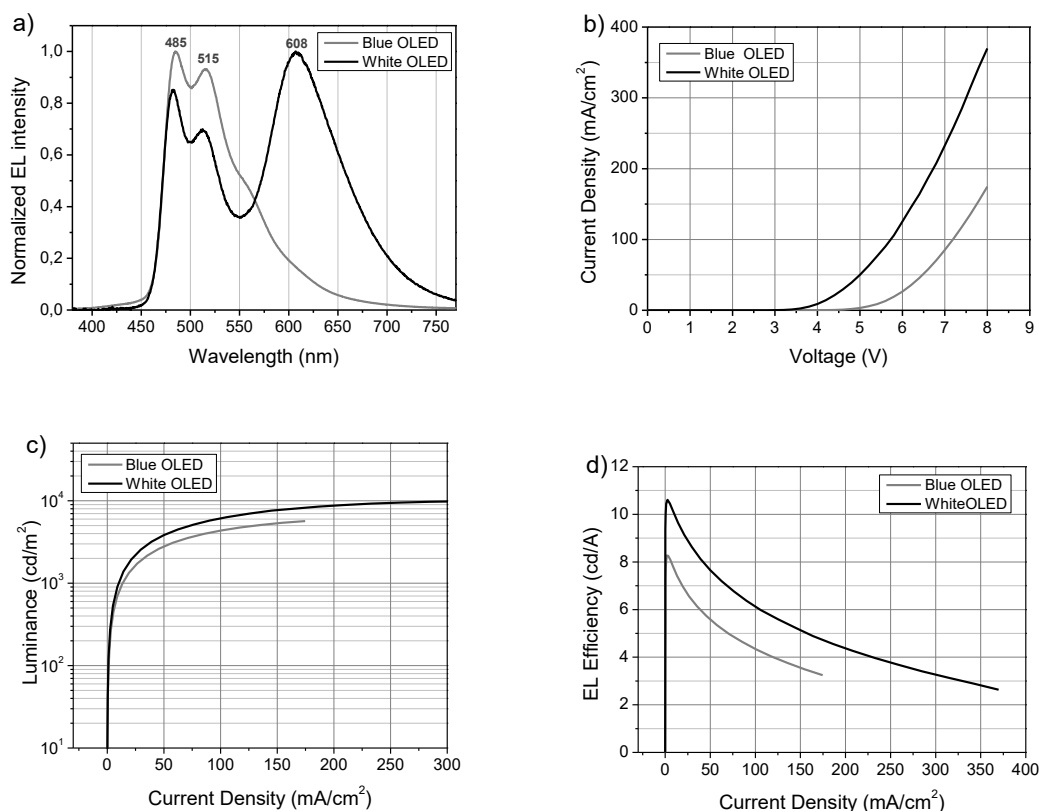 a)
485
515
608
Blue OLED
White OLED
1,0
0,8
0,6
0,4
0,2
0,0
Normalized EL intensity
400 450 500 550 600 650 700 750
Wavelength (nm)
b)
Blue OLED
White OLED
400
300
200
100
0
Current Density (mA/cm²)
0 1 2 3 4 5 6 7 8 9
Voltage (V)
c)
Blue OLED
White OLED
10⁴
10³
10²
10¹
Luminance (cd/m²)
0 50 100 150 200 250 300
Current Density (mA/cm²)
d)
Blue OLED
WhiteOLED
12
10
8
6
4
2
0
EL Efficiency (cd/A)
0 50 100 150 200 250 300 350 400
Current Density (mA/cm²)